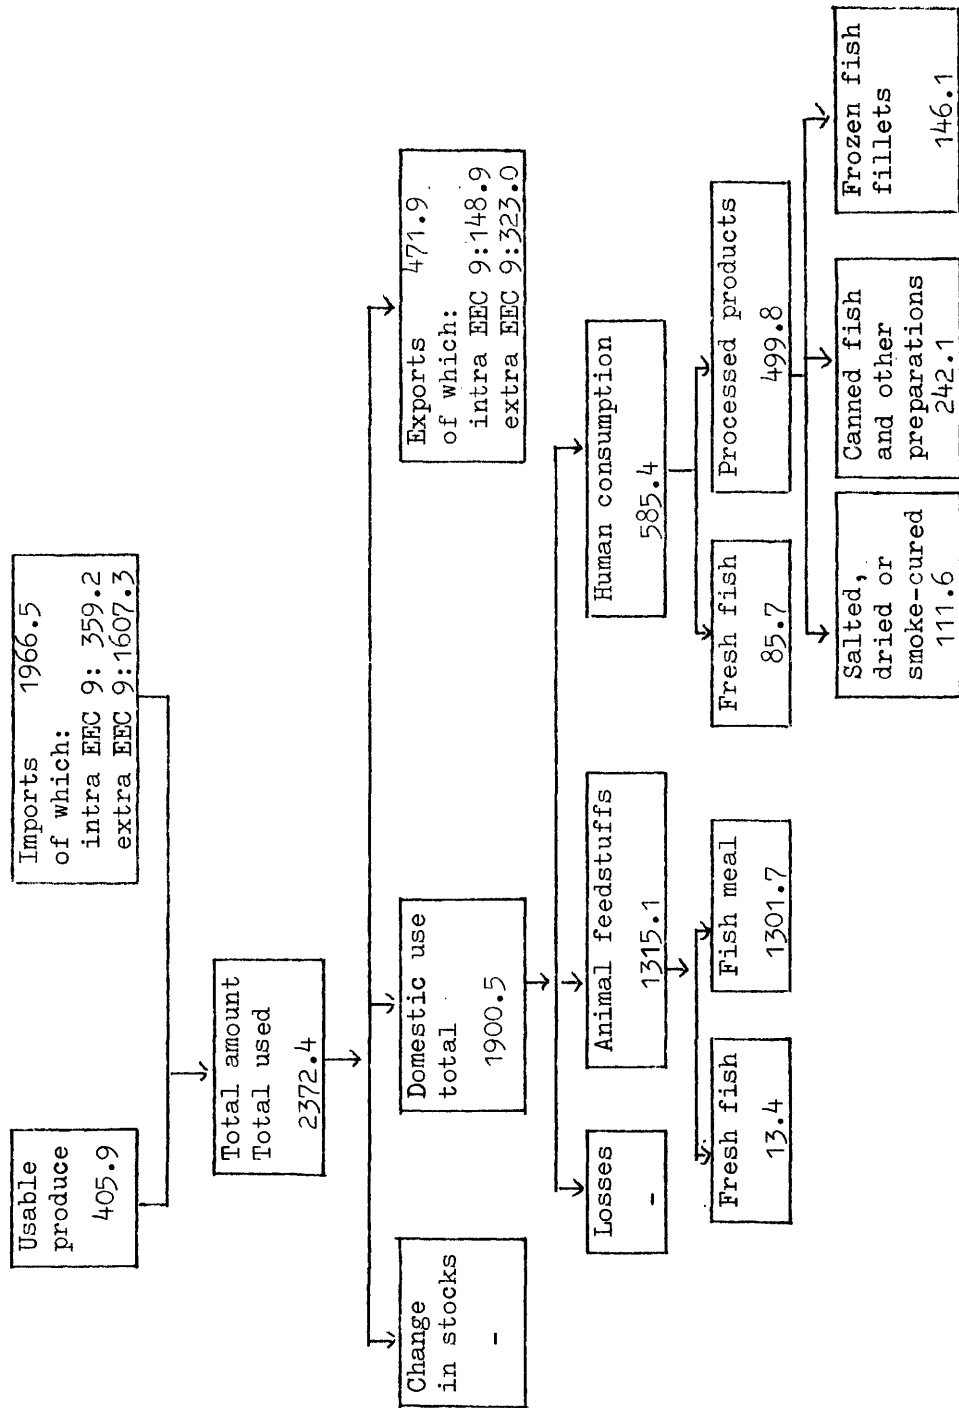 Usable
produce
405.9
Imports 1966.5
of which:
intra EEC 9: 359.2
extra EEC 9:1607.3
Total amount
Total used
2372.4
Change
in stocks
-
Domestic use
total
1900.5
Exports 471.9
of which:
intra EEC 9:148.9
extra EEC 9:323.0
Losses
-
Animal feedstuffs
1315.1
Human consumption
585.4
Fresh fish
13.4
Fish meal
1301.7
Fresh fish
85.7
Processed products
499.8
Salted,
dried or
smoke-cured
111.6
Canned fish
and other
preparations
242.1
Frozen fish
fillets
146.1